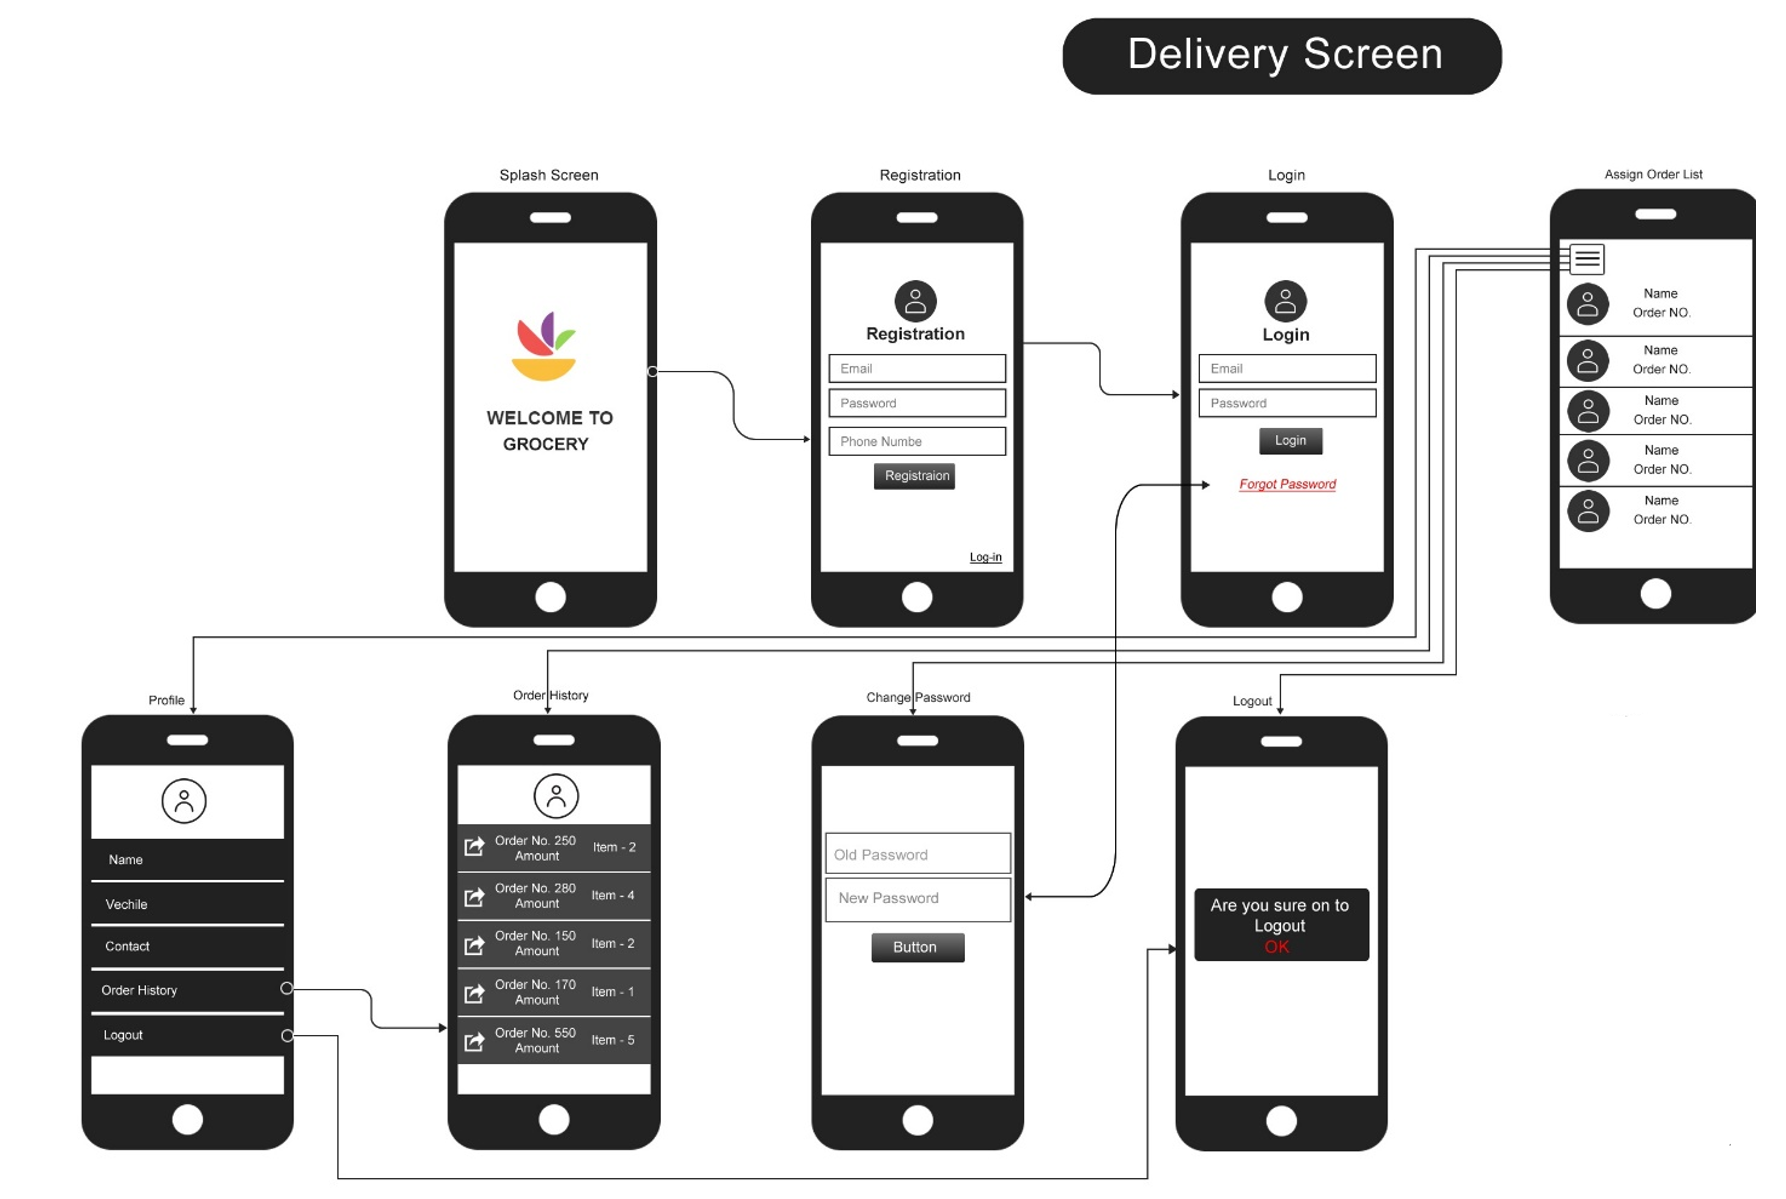 Delivery Screen
Splash Screen
Registration
Login
Assign Order List
WELCOME TO
GROCERY
Registration
Email
Password
Phone Numbe
Registraion
Log-in
Login
Email
Password
Login
Forgot Password
Name
Order NO.
Name
Order NO.
Name
Order NO.
Name
Order NO.
Name
Order NO.
Profile
Order History
Change Password
Logout
Name
Vechile
Contact
Order History
Logout
Order No. 250
Amount
Item - 2
Order No. 280
Amount
Item - 4
Order No. 150
Amount
Item - 2
Order No. 170
Amount
Item - 1
Order No. 550
Amount
Item - 5
Old Password
New Password
Button
Are you sure on to
Logout
OK